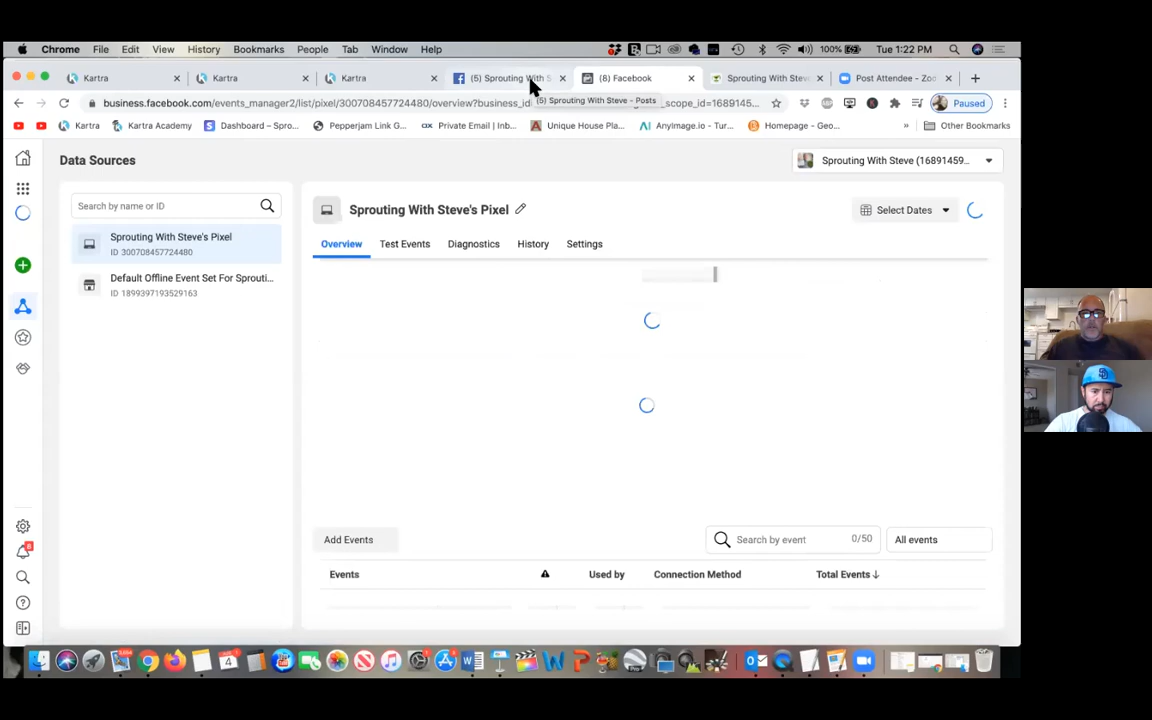 Chrome File Edit View History Bookmarks People Tab Window Help 100% Tue 1:22 PM
Kartra Kartra Kartra (5) Sprouting With S (8) Facebook Sprouting With Steve Post Attendee - Zoo
business.facebook.com/events_manager2/list/pixel/300708457724480/overview?business_id _scope_id=1689145... Paused
(5) Sprouting With Steve - Posts
Kartra Kartra Academy Dashboard – Spro... Pepperjam Link G... Private Email | Inb... Unique House Pla... AnyImage.io - Tur... Homepage - Geo... » Other Bookmarks
Data Sources
Sprouting With Steve (16891459...
Search by name or ID
Sprouting With Steve's Pixel
ID 300708457724480
Default Offline Event Set For Sprouti...
ID 1899397193529163
Sprouting With Steve's Pixel
Select Dates
Overview Test Events Diagnostics History Settings
Add Events
Search by event 0/50
All events
Events Used by Connection Method Total Events